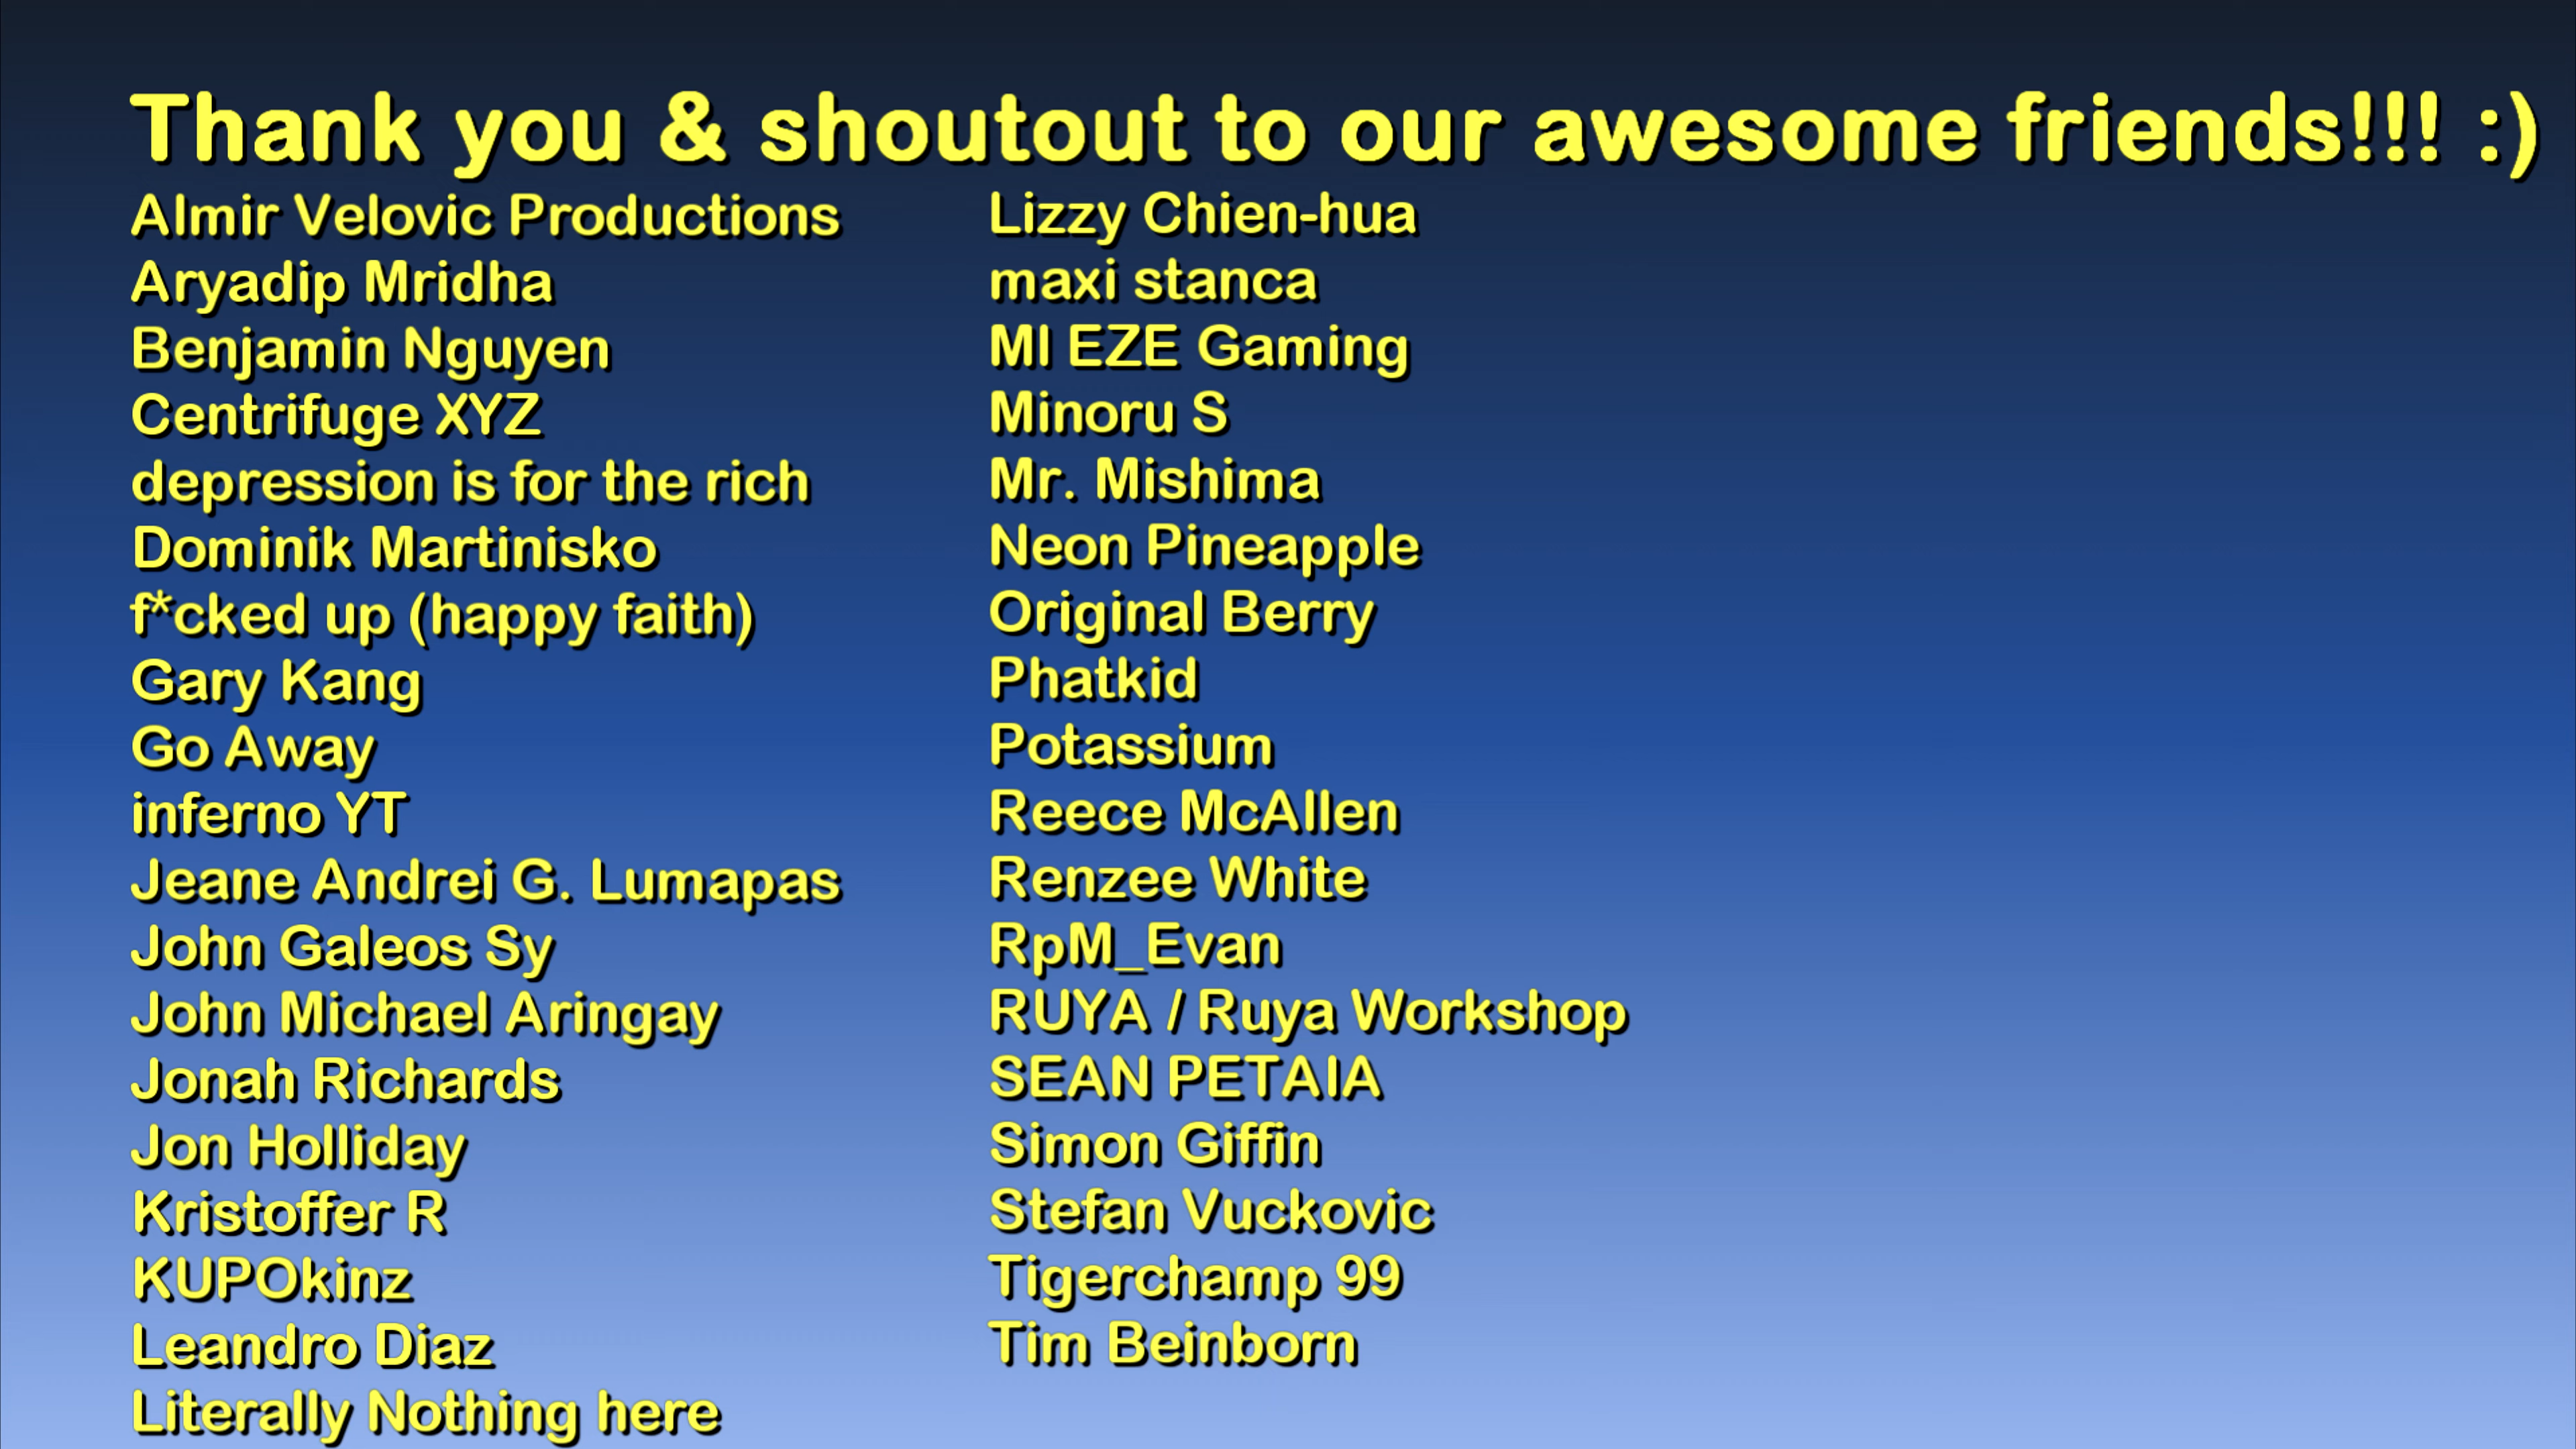 Thank you & shoutout to our awesome friends!!! :)
Almir Velovic Productions
Aryadip Mridha
Benjamin Nguyen
Centrifuge XYZ
depression is for the rich
Dominik Martinisko
f*cked up (happy faith)
Gary Kang
Go Away
inferno YT
Jeane Andrei G. Lumapas
John Galeos Sy
John Michael Aringay
Jonah Richards
Jon Holliday
Kristoffer R
KUPOkinz
Leandro Diaz
Literally Nothing here
Lizzy Chien-hua
maxi stanca
MI EZE Gaming
Minoru S
Mr. Mishima
Neon Pineapple
Original Berry
Phatkid
Potassium
Reece McAllen
Renzee White
RpM_Evan
RUYA / Ruya Workshop
SEAN PETAIA
Simon Giffin
Stefan Vuckovic
Tigerchamp 99
Tim Beinborn